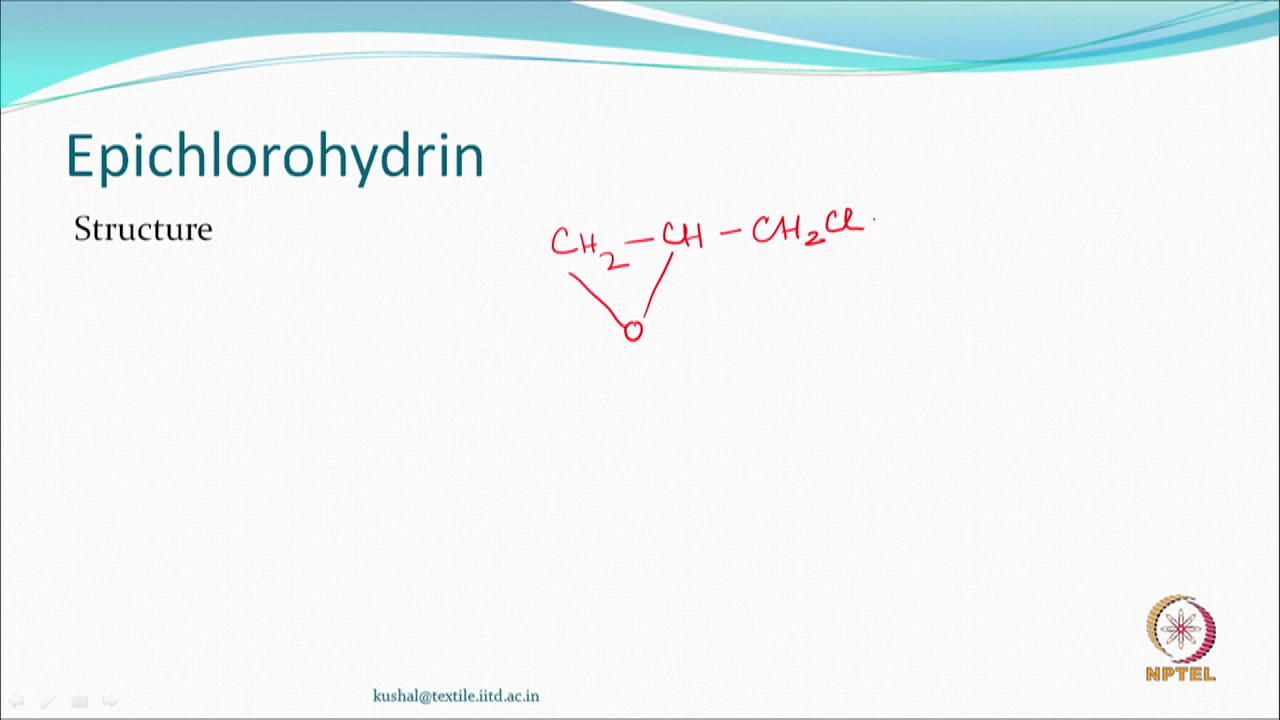 Epichlorohydrin
Structure
CH2 - CH - CH2Cl
O
NPTEL
kushal@textile.iitd.ac.in